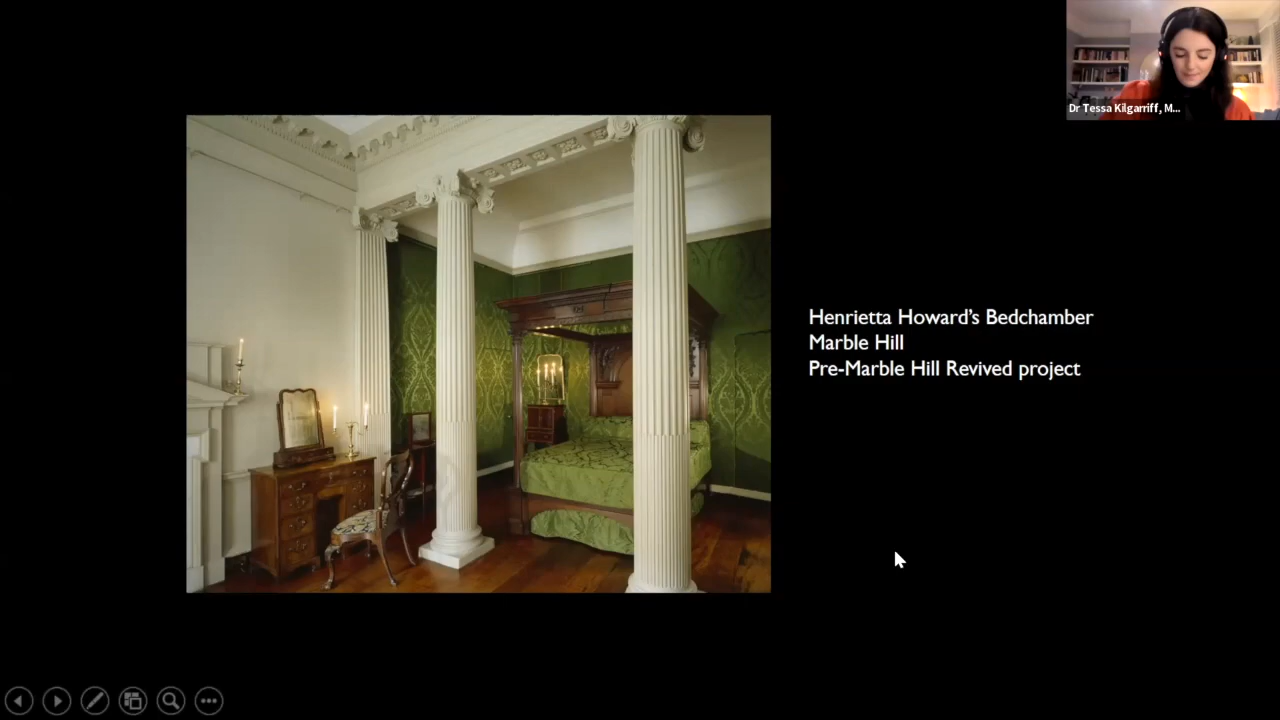 Dr Tessa Kilgarriff, M...
Henrietta Howard’s Bedchamber
Marble Hill
Pre-Marble Hill Revived project